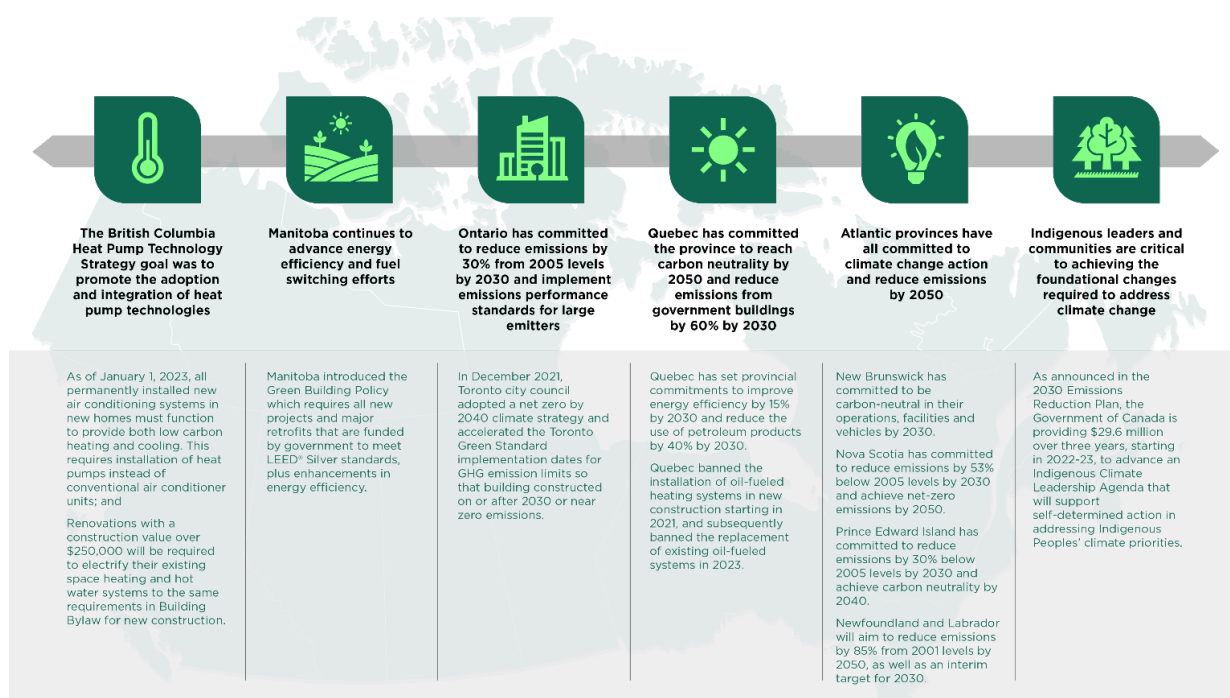 The British Columbia
Heat Pump Technology
Strategy goal was to
promote the adoption
and integration of heat
pump technologies
As of January 1, 2023, all
permanently installed new
air conditioning systems in
new homes must function
to provide both low carbon
heating and cooling. This
requires installation of heat
pumps instead of
conventional air conditioner
units; and
Renovations with a
construction value over
$250,000 will be required
to electrify their existing
space heating and hot
water systems to the same
requirements in Building
Bylaw for new construction.
Manitoba continues to
advance energy
efficiency and fuel
switching efforts
Manitoba introduced the
Green Building Policy
which requires all new
projects and major
retrofits that are funded
by government to meet
LEED® Silver standards,
plus enhancements in
energy efficiency.
Ontario has committed
to reduce emissions by
30% from 2005 levels
by 2030 and implement
emissions performance
standards for large
emitters
In December 2021,
Toronto city council
adopted a net zero by
2040 climate strategy and
accelerated the Toronto
Green Standard
implementation dates for
GHG emission limits so
that building constructed
on or after 2030 or near
zero emissions.
Quebec has committed
the province to reach
carbon neutrality by
2050 and reduce
emissions from
government buildings
by 60% by 2030
Quebec has set provincial
commitments to improve
energy efficiency by 15%
by 2030 and reduce the
use of petroleum products
by 40% by 2030.
Quebec banned the
installation of oil-fueled
heating systems in new
construction starting in
2021, and subsequently
banned the replacement
of existing oil-fueled
systems in 2023.
Atlantic provinces have
all committed to
climate change action
and reduce emissions
by 2050
New Brunswick has
committed to be
carbon-neutral in their
operations, facilities and
vehicles by 2030.
Nova Scotia has committed
to reduce emissions by 53%
below 2005 levels by 2030
and achieve net-zero
emissions by 2050.
Prince Edward Island has
committed to reduce
emissions by 30% below
2005 levels by 2030 and
achieve carbon neutrality by
2040.
Newfoundland and Labrador
will aim to reduce emissions
by 85% from 2001 levels by
2050, as well as an interim
target for 2030.
Indigenous leaders and
communities are critical
to achieving the
foundational changes
required to address
climate change
As announced in the
2030 Emissions
Reduction Plan, the
Government of Canada is
providing $29.6 million
over three years, starting
in 2022-23, to advance an
Indigenous Climate
Leadership Agenda that
will support
self-determined action in
addressing Indigenous
Peoples' climate priorities.